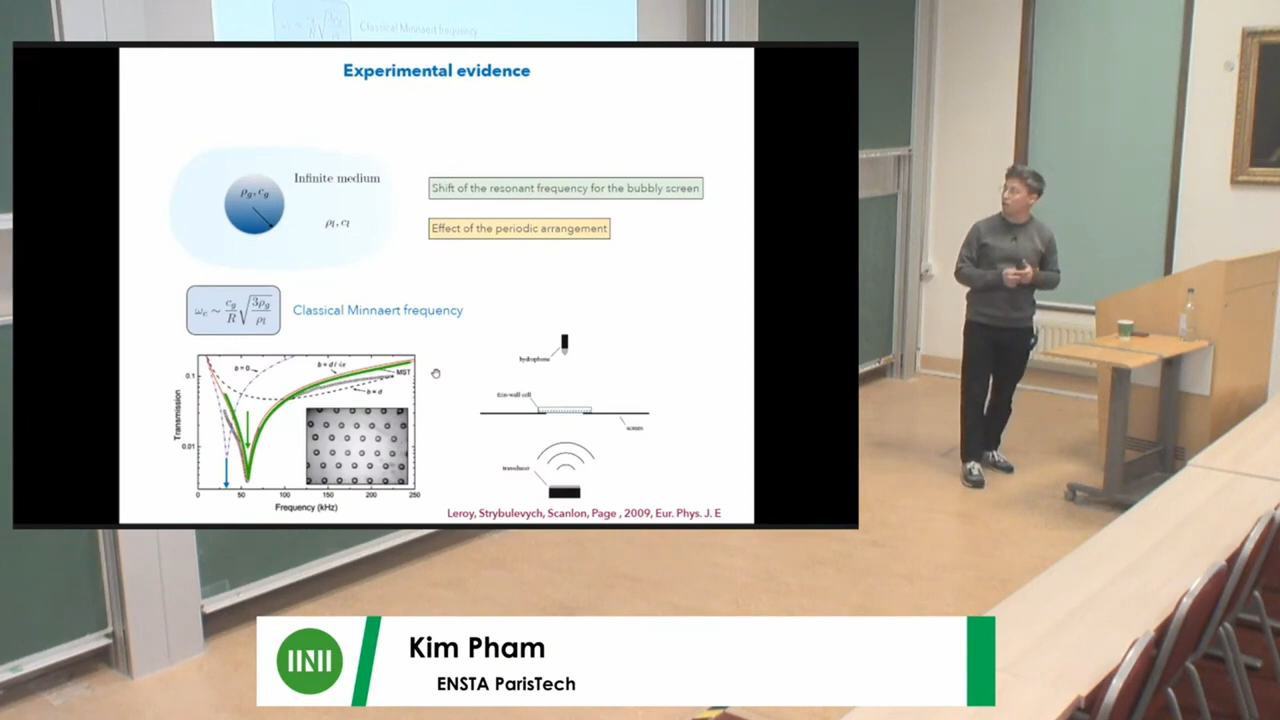 Classical Minnaert frequency
Experimental evidence
ρg, cg
Infinite medium
ρl, cl
Shift of the resonant frequency for the bubbly screen
Effect of the periodic arrangement
ωc ∼ cg/R √(3ρg/ρl)
Classical Minnaert frequency
Transmission
0.1
0.01
b = 0
MST
b = d
0 50 100 150 200 250
Frequency (kHz)
hydrophone
thin-wall cell
screen
transducer
Leroy, Strybulevych, Scanlon, Page , 2009, Eur. Phys. J. E
Kim Pham
ENSTA ParisTech